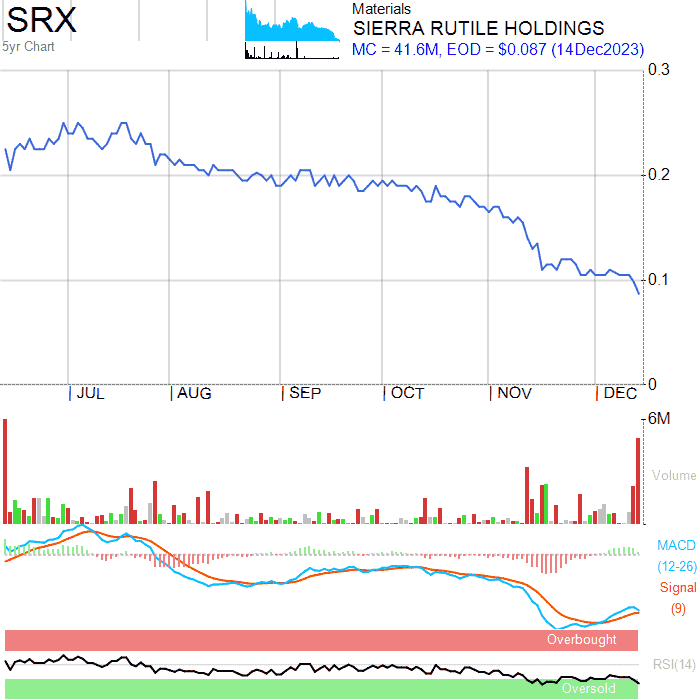 SRX
5yr Chart
Materials
SIERRA RUTILE HOLDINGS
MC = 41.6M, EOD = $0.087 (14Dec2023)
0.3
0.2
0.1
0
JUL AUG SEP OCT NOV DEC
6M
Volume
MACD
(12-26)
Signal
(9)
Overbought
RSI(14)
Oversold